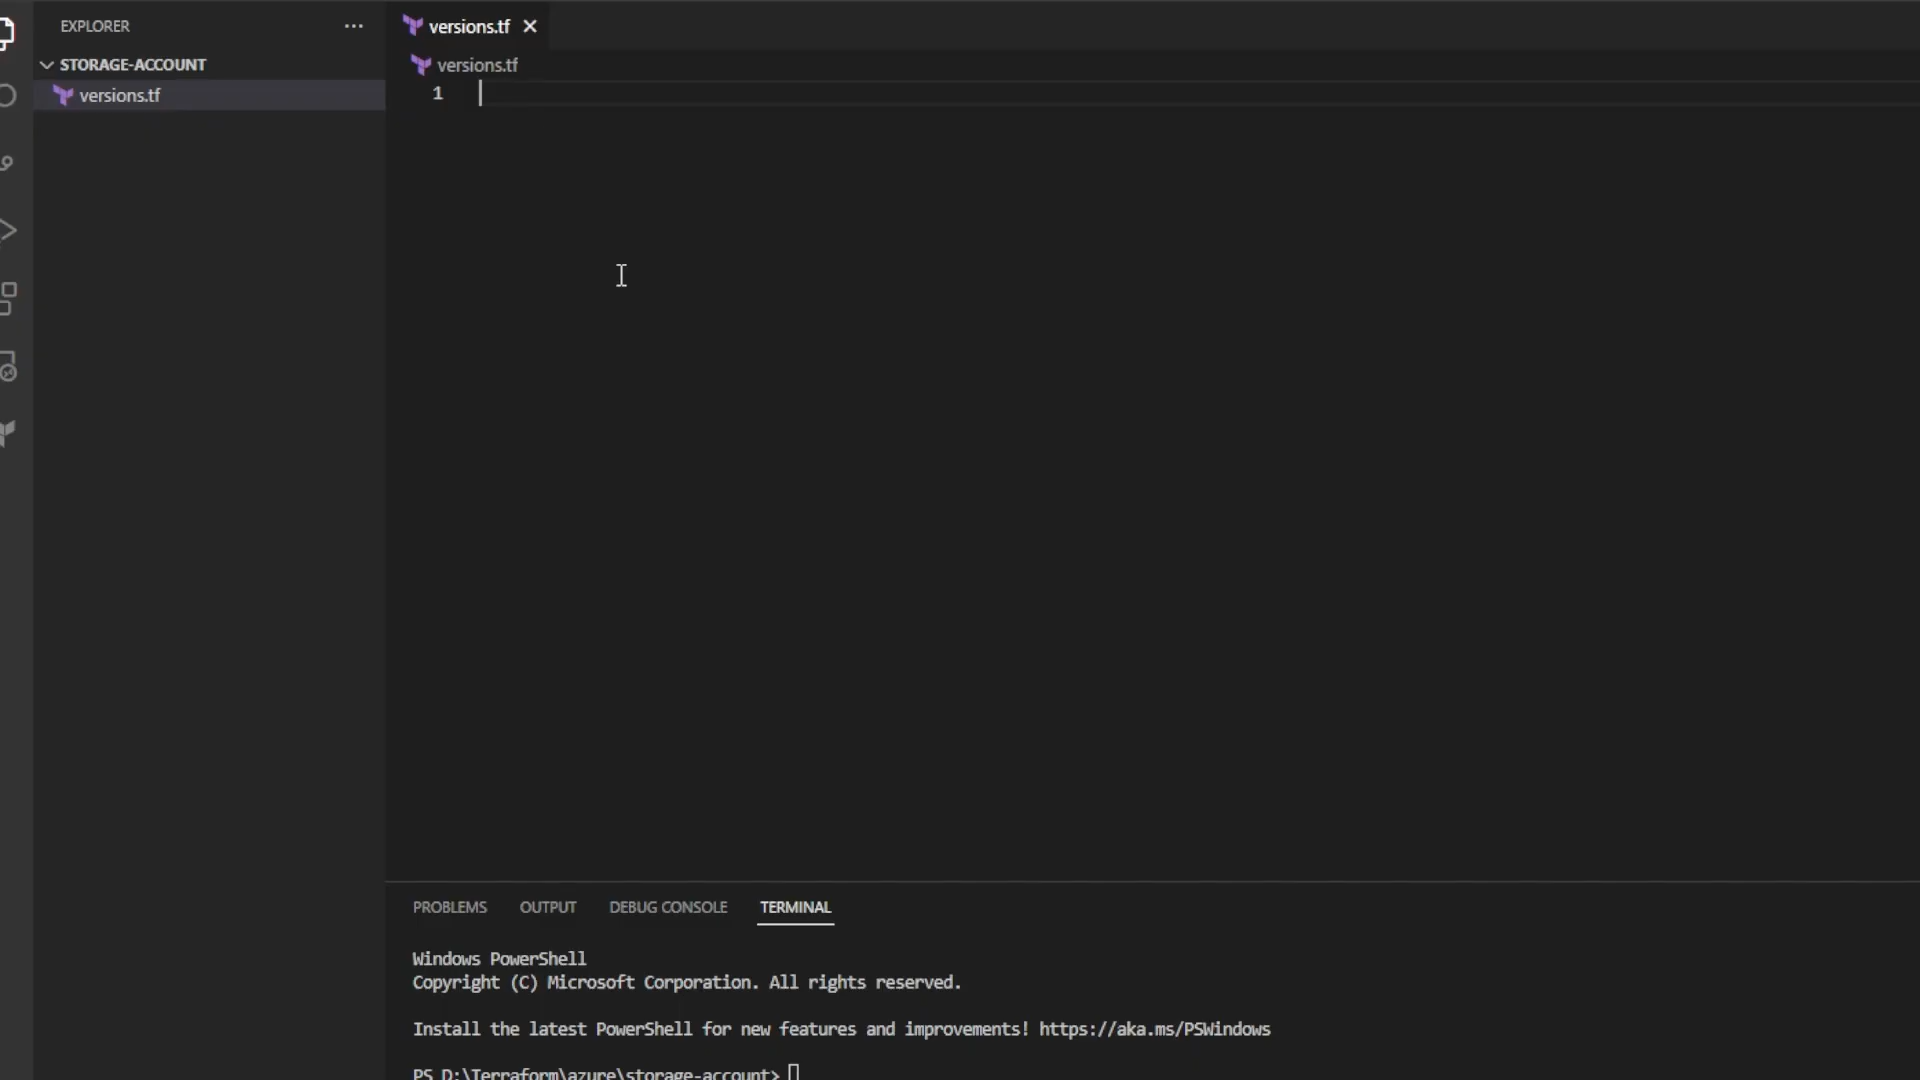 EXPLORER
STORAGE-ACCOUNT
versions.tf
versions.tf
versions.tf
1
PROBLEMS OUTPUT DEBUG CONSOLE TERMINAL
Windows PowerShell
Copyright (C) Microsoft Corporation. All rights reserved.
Install the latest PowerShell for new features and improvements! https://aka.ms/PSWindows
PS D:\Terraform\azure\storage-account>